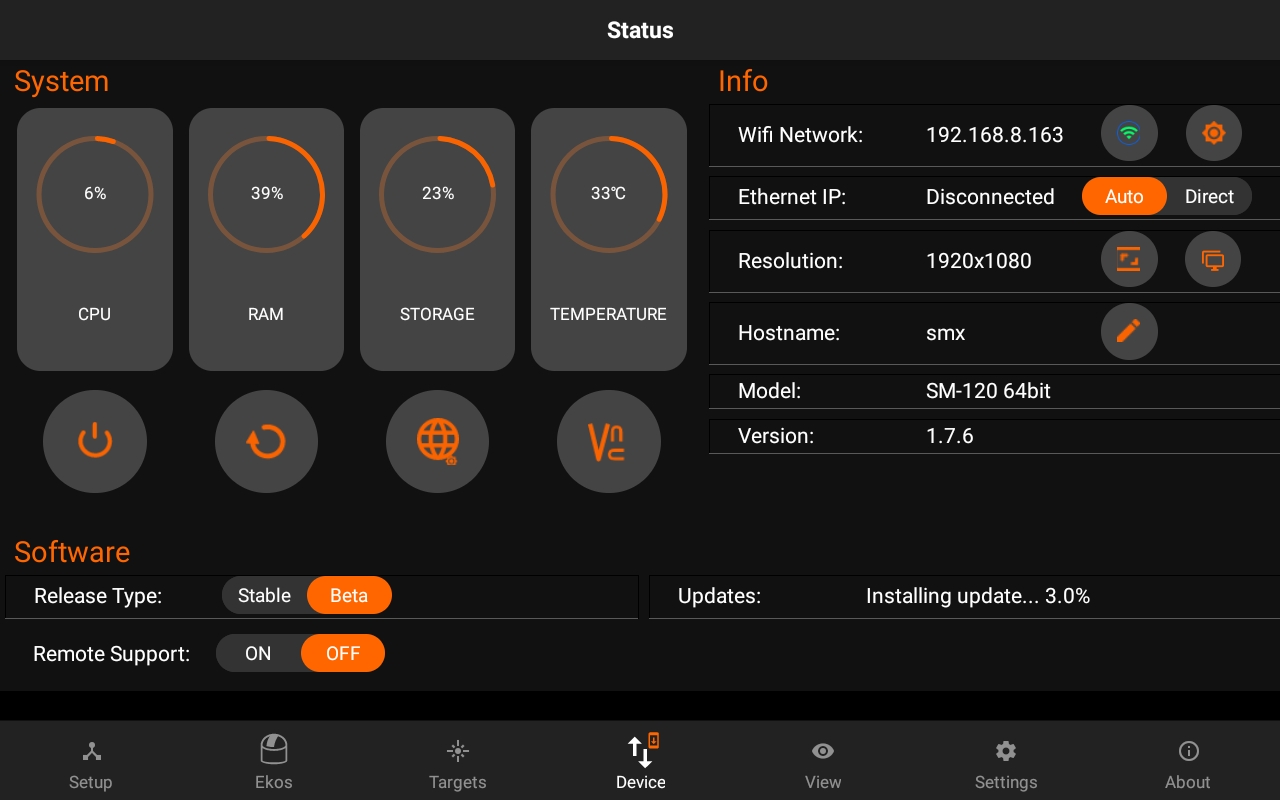 Status
System
6%
39%
23%
33℃
CPU
RAM
STORAGE
TEMPERATURE
Vnc
Info
Wifi Network: 192.168.8.163
Ethernet IP: Disconnected Auto Direct
Resolution: 1920x1080
Hostname: smx
Model: SM-120 64bit
Version: 1.7.6
Software
Release Type: Stable Beta
Updates: Installing update... 3.0%
Remote Support: ON OFF
Setup
Ekos
Targets
Device
View
Settings
About